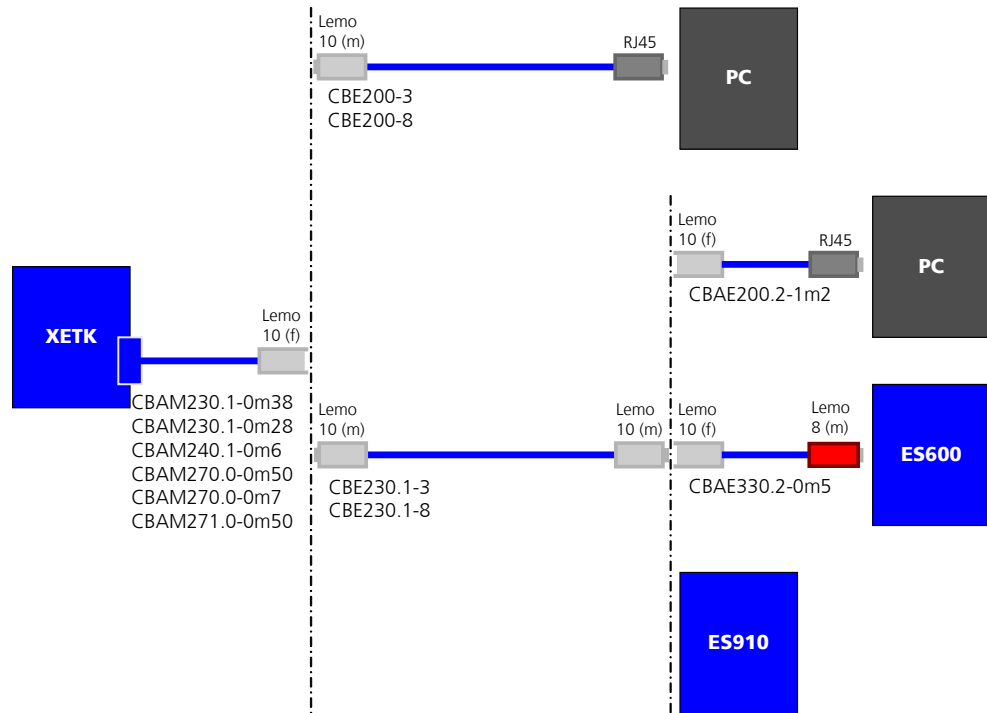 Lemo
10 (m)
RJ45
PC
CBE200-3
CBE200-8
Lemo
10 (f)
RJ45
PC
CBAE200.2-1m2
XETK
Lemo
10 (f)
CBAM230.1-0m38
CBAM230.1-0m28
CBAM240.1-0m6
CBAM270.0-0m50
CBAM270.0-0m7
CBAM271.0-0m50
Lemo
10 (m)
Lemo
10 (m)
CBE230.1-3
CBE230.1-8
Lemo
10 (f)
Lemo
8 (m)
ES600
CBAE330.2-0m5
ES910